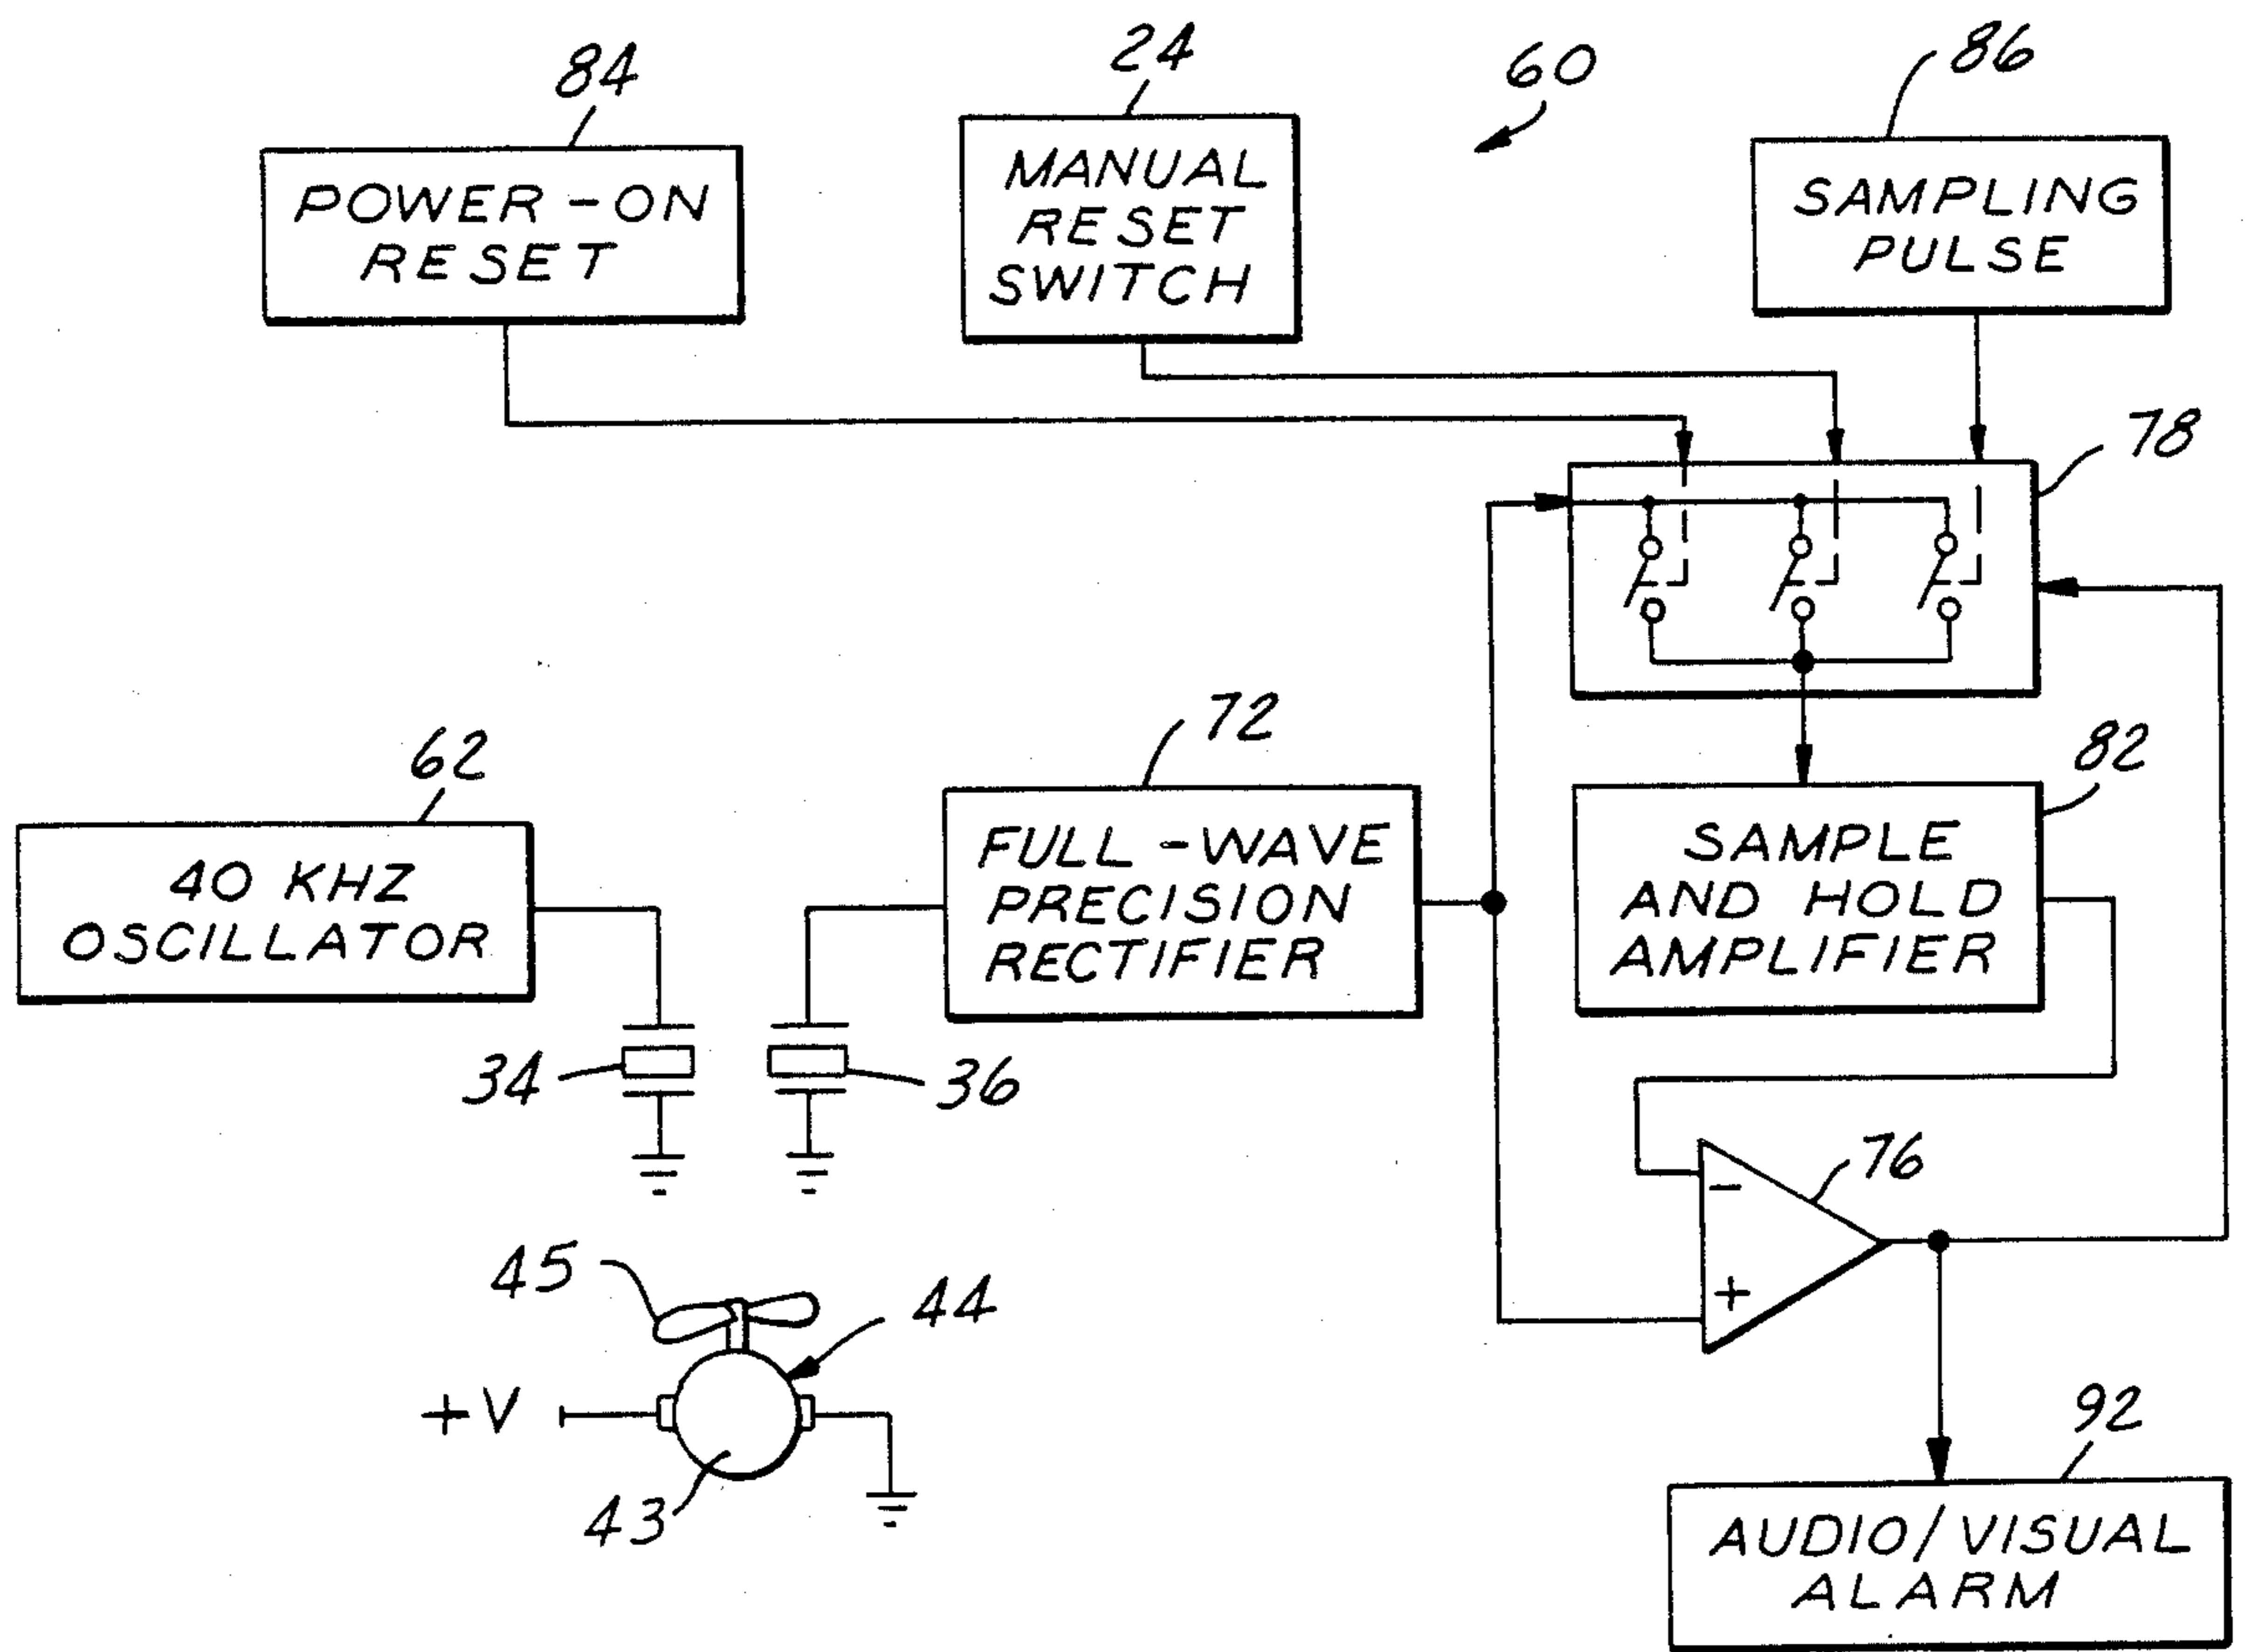 84
24
60
86
POWER-ON
RESET
MANUAL
RESET
SWITCH
SAMPLING
PULSE
78
62
72
82
40 KHZ
OSCILLATOR
FULL-WAVE
PRECISION
RECTIFIER
SAMPLE
AND HOLD
AMPLIFIER
34
36
76
−
+
45
44
+V
43
92
AUDIO/VISUAL
ALARM